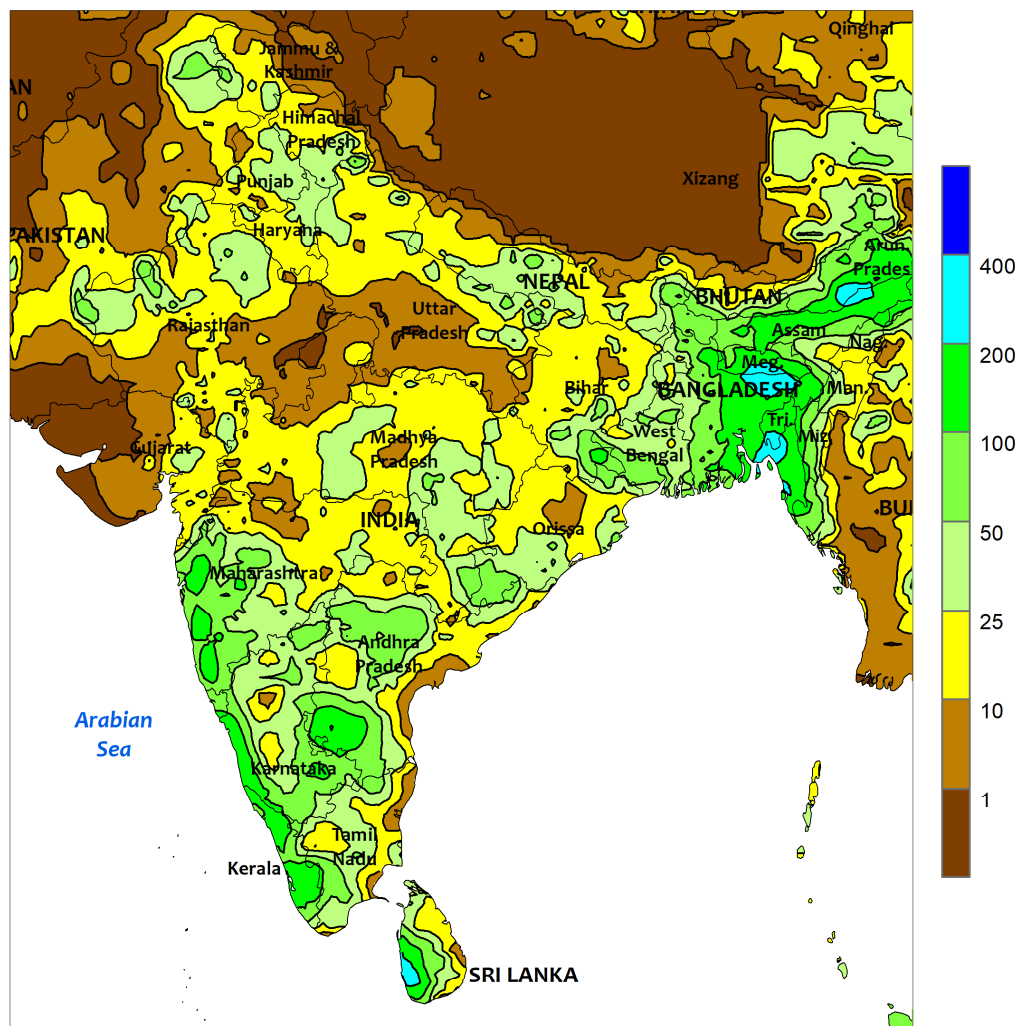 Qinghai
Jammu &
Kashmir
AN
Himachal
Pradesh
Xizang
Punjab
Haryana
PAKISTAN
Arun.
Prades
NEPAL
BHUTAN
Uttar
Pradesh
Rajasthan
Assam
Nag.
Meg.
Bihar
BANGLADESH
Man.
Tri.
Miz.
West
Bengal
Gujarat
Madhya
Pradesh
INDIA
Orissa
BUI
Maharashtra
Andhra
Pradesh
Arabian
Sea
Karnataka
Tamil
Nadu
Kerala
SRI LANKA
400
200
100
50
25
10
1